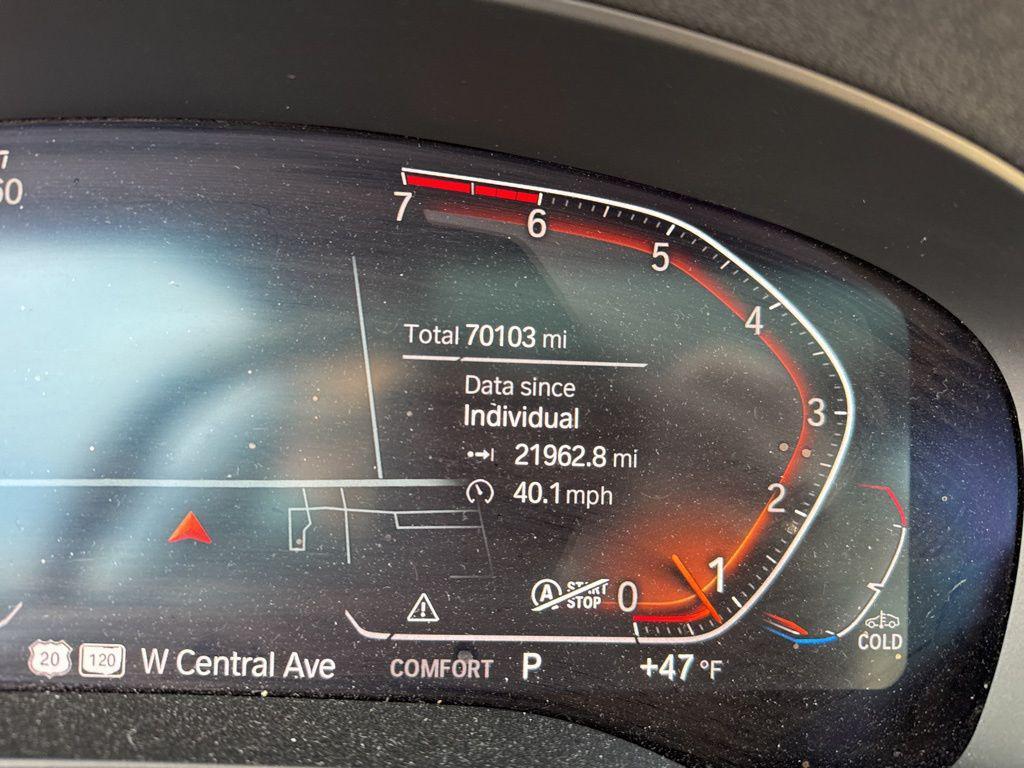 60
7
6
5
4
Total 70103 mi
Data since
Individual
3
21962.8 mi
40.1 mph
2
1
A START
STOP
0
COLD
20 120 W Central Ave COMFORT P +47 °F